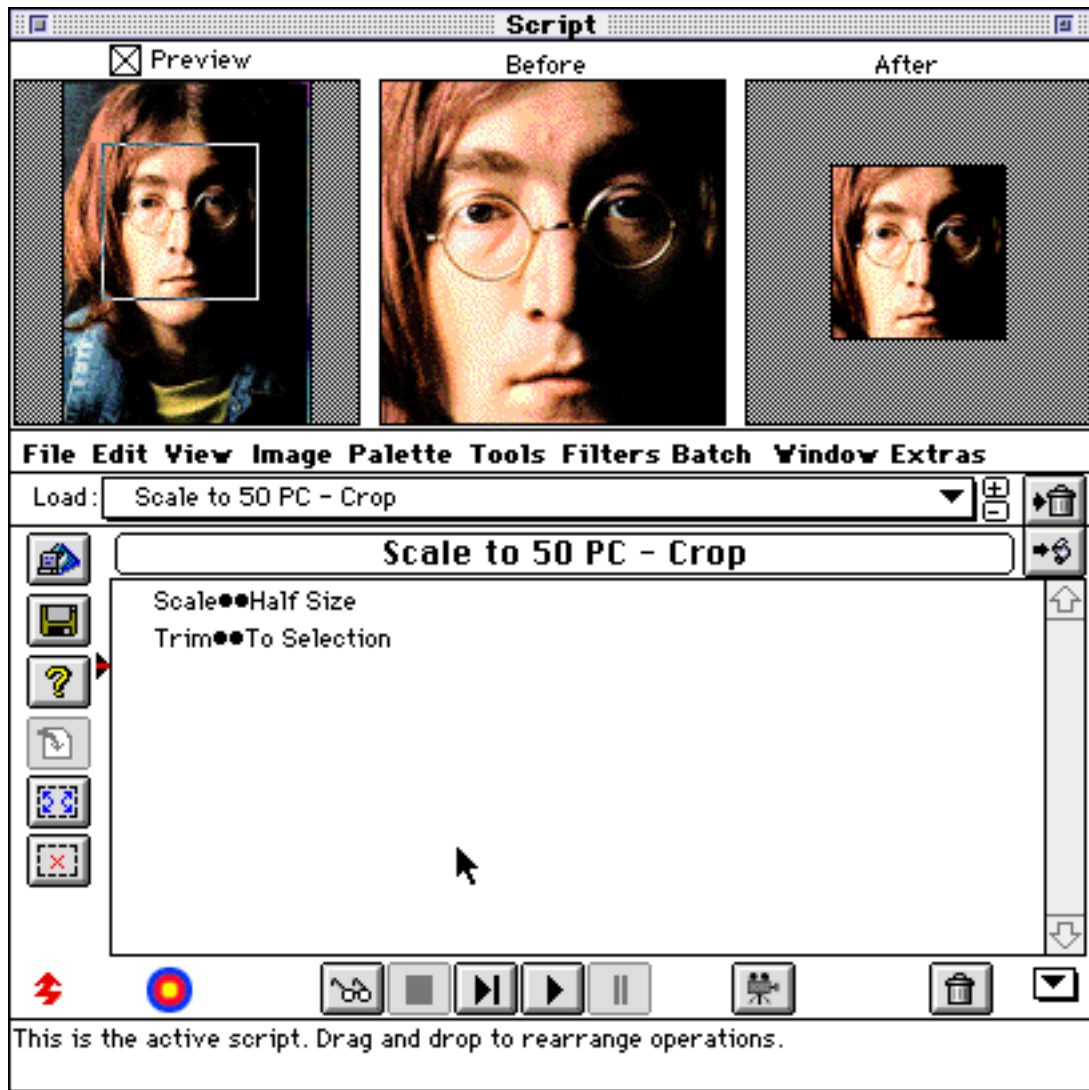 Script
Preview
Before
After
File Edit View Image Palette Tools Filters Batch Window Extras
Load: Scale to 50 PC - Crop
Scale to 50 PC - Crop
Scale●●Half Size
Trim●●To Selection
This is the active script. Drag and drop to rearrange operations.